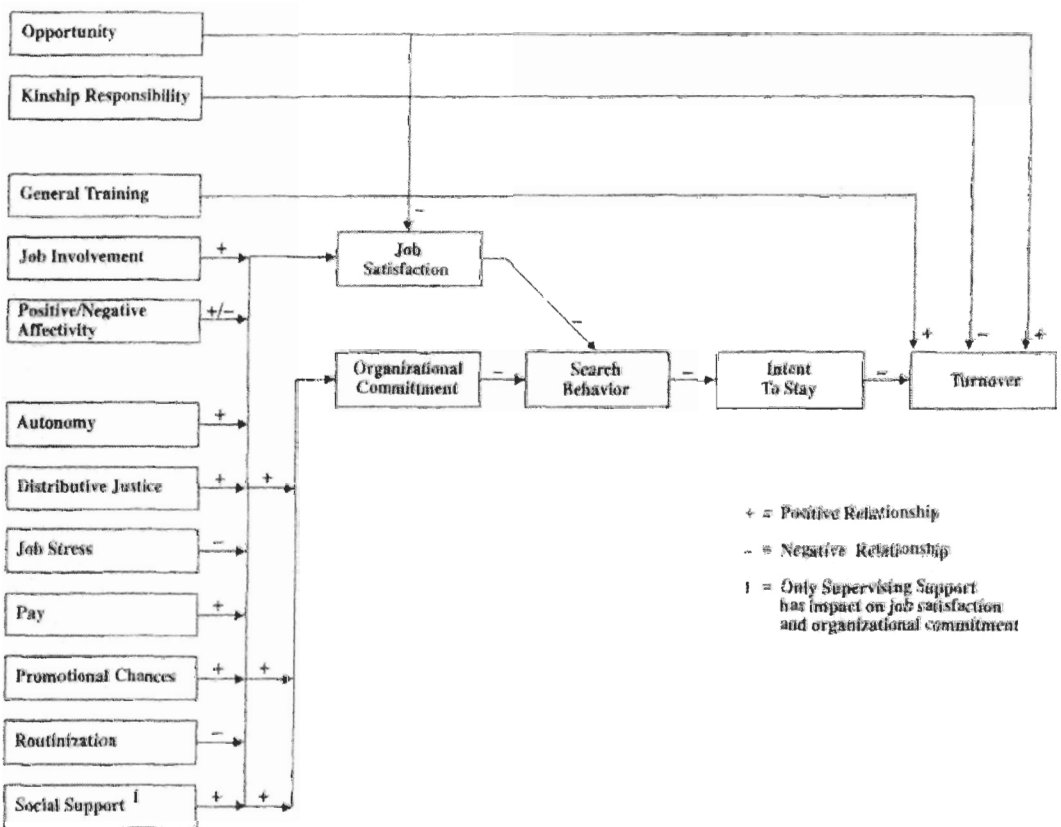 Opportunity
Kinship Responsibility
General Training
–
Job Involvement
+
Job
Satisfaction
Positive/Negative
Affectivity
+/–
–
+
–
+
Organizational
Commitment
–
Search
Behavior
–
Intent
To Stay
–
Turnover
Autonomy
+
Distributive Justice
+
+
+ = Positive Relationship
Job Stress
–
– = Negative Relationship
1 = Only Supervising Support
has impact on job satisfaction
and organizational commitment
Pay
+
Promotional Chances
+
+
Routinization
–
Social Support 1
+
+